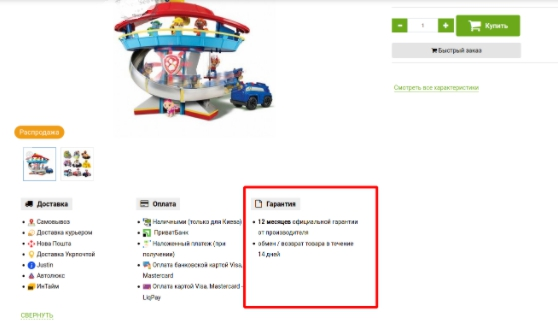 1
Купить
Быстрый заказ
Смотреть все характеристики
Распродажа
Доставка
Самовывоз
Доставка курьером
Нова Пошта
Доставка Укрпочтой
Justin
Автолюкс
ИнТайм
Оплата
Наличными (только для Киева)
ПриватБанк
Наложенный платеж (при
получении)
Оплата банковской картой Visa,
Mastercard
Оплата картой Visa, Mastercard -
LiqPay
Гарантия
12 месяцев официальной гарантии
от производителя
обмен / возврат товара в течение
14 дней
СВЕРНУТЬ